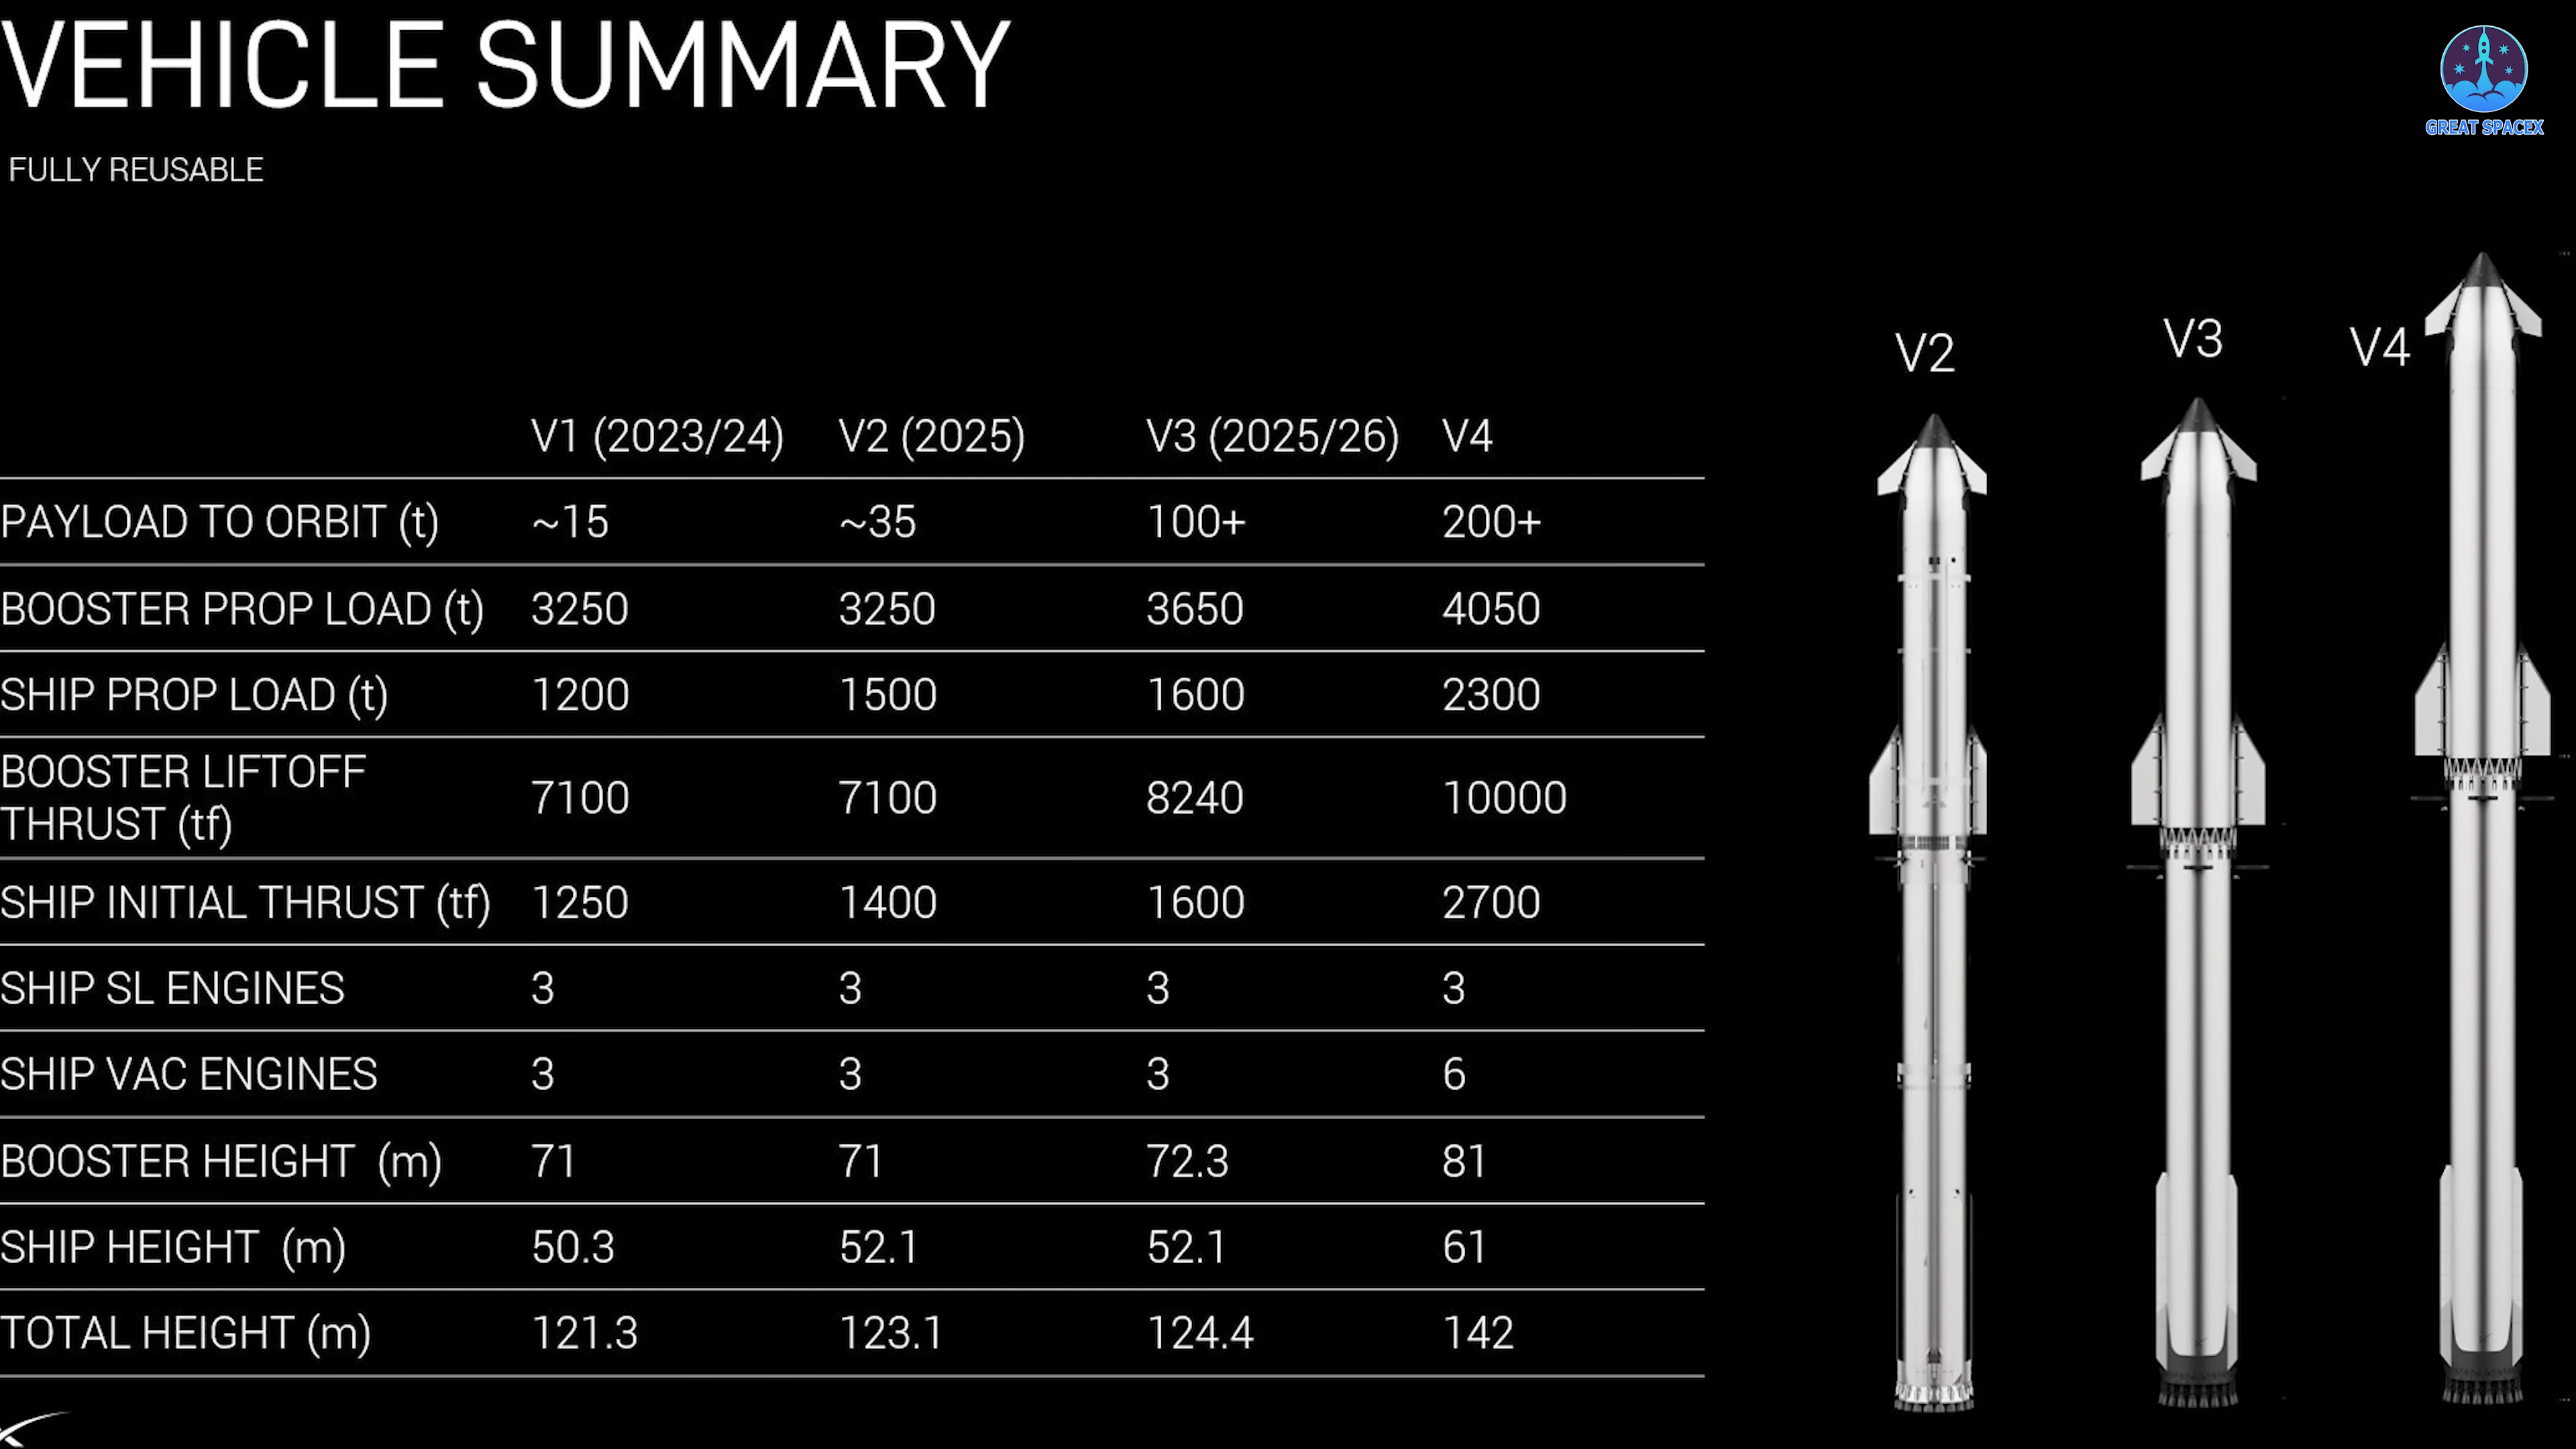 VEHICLE SUMMARY
FULLY REUSABLE
GREAT SPACEX
V1 (2023/24) V2 (2025) V3 (2025/26) V4
PAYLOAD TO ORBIT (t) ~15 ~35 100+ 200+
BOOSTER PROP LOAD (t) 3250 3250 3650 4050
SHIP PROP LOAD (t) 1200 1500 1600 2300
BOOSTER LIFTOFF
THRUST (tf) 7100 7100 8240 10000
SHIP INITIAL THRUST (tf) 1250 1400 1600 2700
SHIP SL ENGINES 3 3 3 3
SHIP VAC ENGINES 3 3 3 6
BOOSTER HEIGHT (m) 71 71 72.3 81
SHIP HEIGHT (m) 50.3 52.1 52.1 61
TOTAL HEIGHT (m) 121.3 123.1 124.4 142
V2 V3 V4